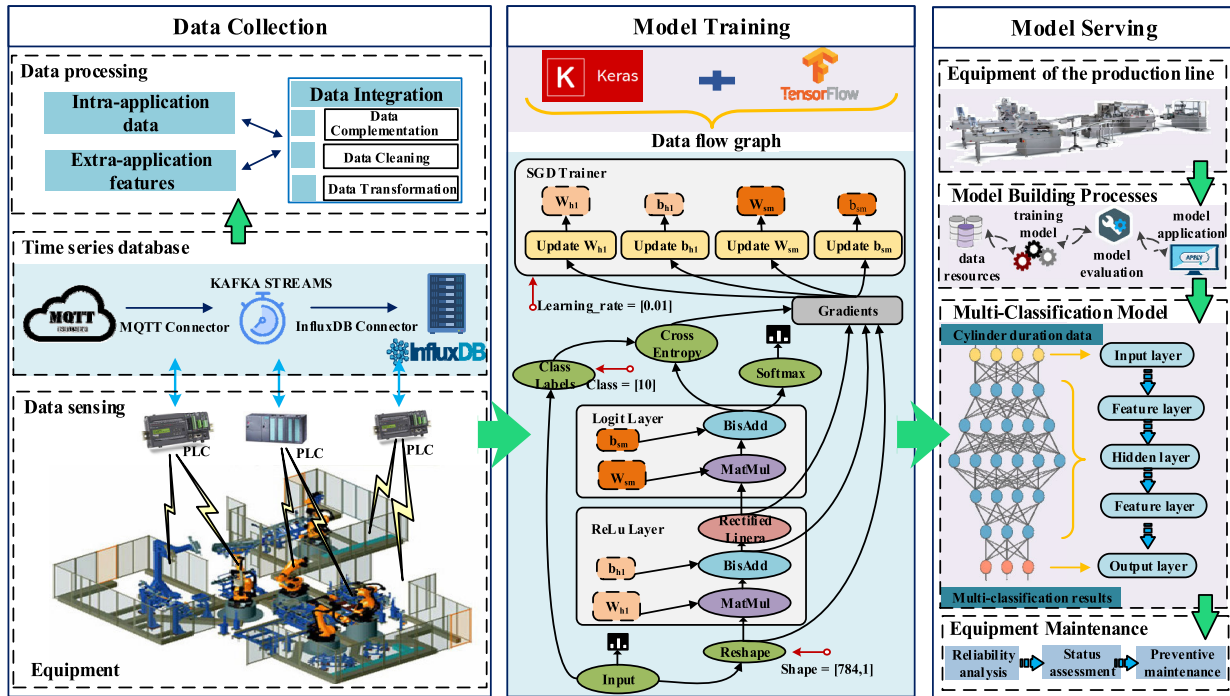 Data Collection
Data processing
Intra-application
data
Extra-application
features
Data Integration
Data
Complementation
Data Cleaning
Data Transformation
Time series database
KAFKA STREAMS
MQTT
MQTT Connector
InfluxDB Connector
InfluxDB
Data sensing
PLC
PLC
PLC
Equipment
Model Training
K
Keras
TensorFlow
Data flow graph
SGD Trainer
Wh1
bh1
Wsm
bsm
Update Wh1
Update bh1
Update Wsm
Update bsm
Learning_rate = [0.01]
Gradients
Cross
Entropy
Class
Labels
Class = [10]
Softmax
Logit Layer
BisAdd
bsm
Wsm
MatMul
ReLu Layer
Rectified
Linera
bh1
BisAdd
Wh1
MatMul
Reshape
Shape = [784,1]
Input
Model Serving
Equipment of the production line
Model Building Processes
training
model
model
application
data
resources
model
evaluation
APPLY
Multi-Classification Model
Cylinder duration data
Input layer
Feature layer
Hidden layer
Feature layer
Output layer
Multi-classification results
Equipment Maintenance
Reliability
analysis
Status
assessment
Preventive
maintenance